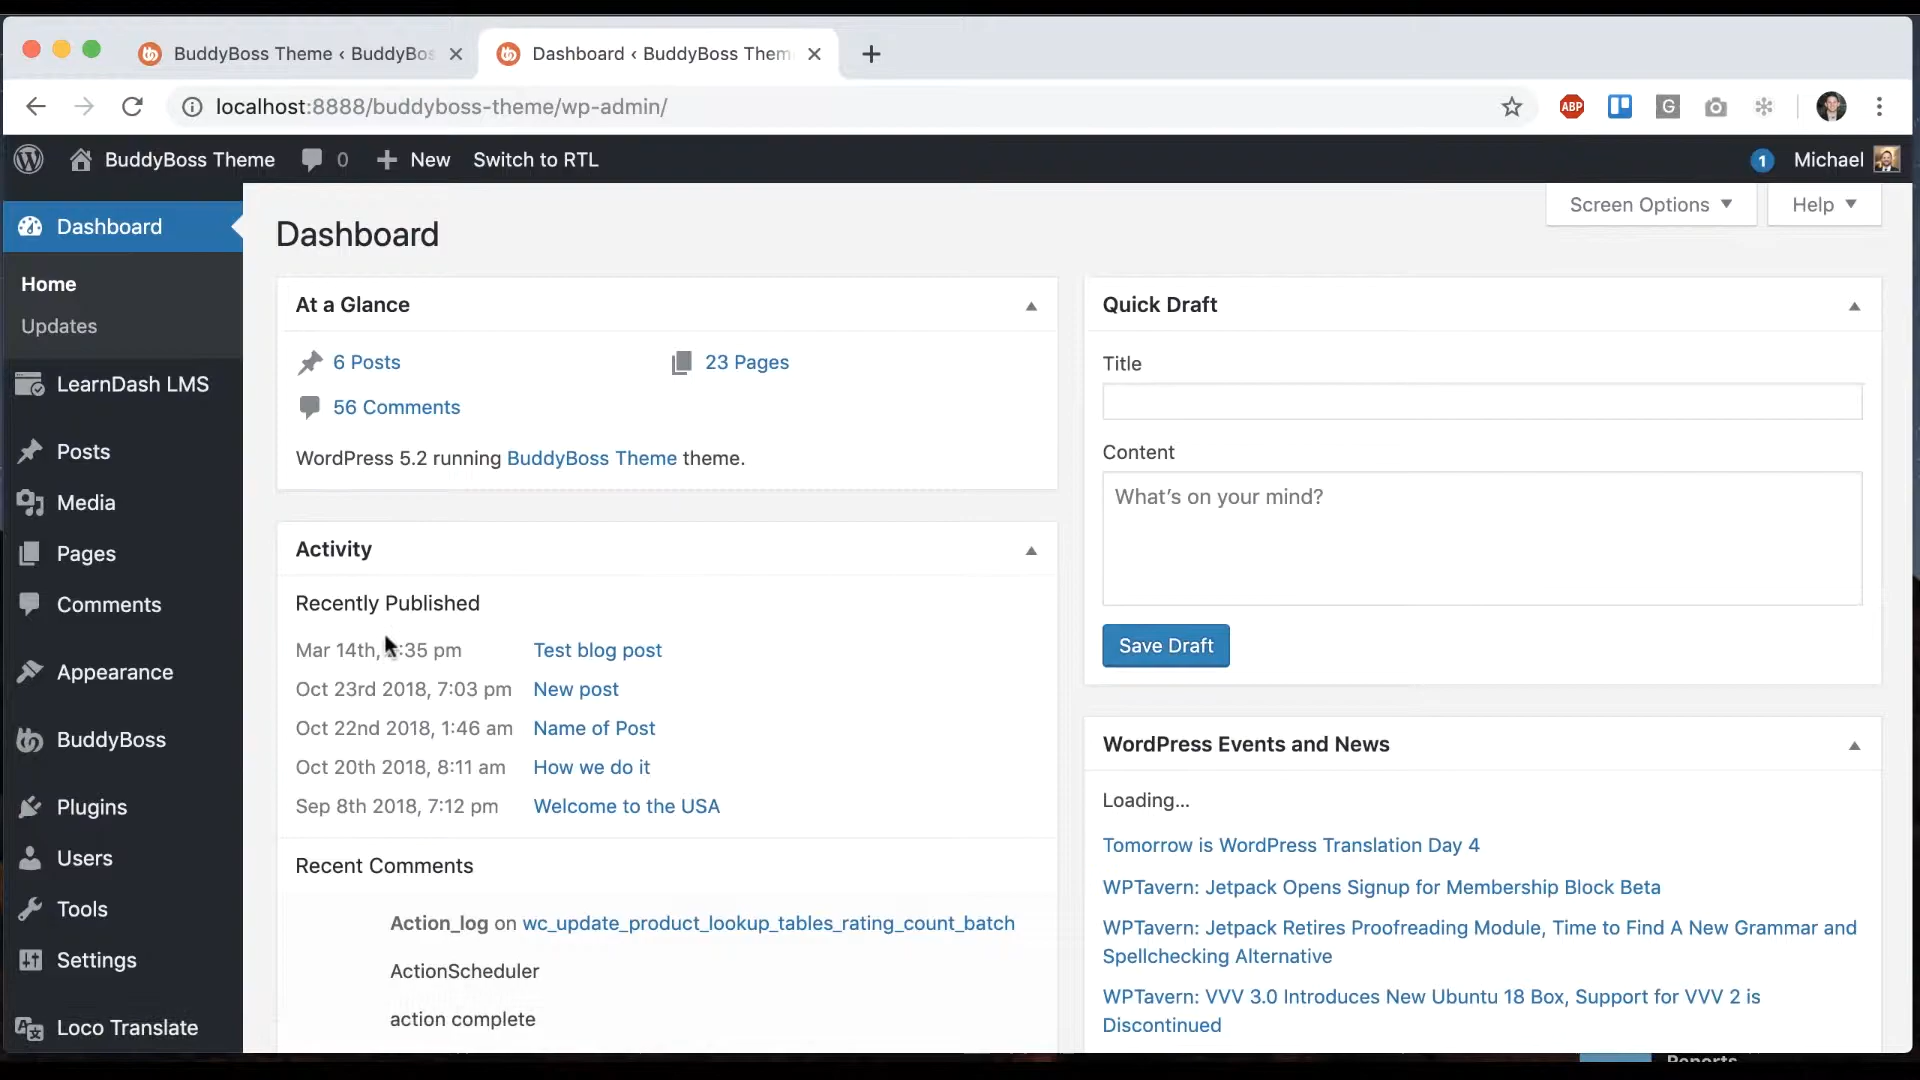 BuddyBoss Theme ‹ BuddyBos
Dashboard ‹ BuddyBoss Them
localhost:8888/buddyboss-theme/wp-admin/
ABP
G
BuddyBoss Theme
0
New
Switch to RTL
1
Michael
Dashboard
Home
Updates
LearnDash LMS
Posts
Media
Pages
Comments
Appearance
BuddyBoss
Plugins
Users
Tools
Settings
Loco Translate
Screen Options
Help
Dashboard
At a Glance
6 Posts
23 Pages
56 Comments
WordPress 5.2 running BuddyBoss Theme theme.
Activity
Recently Published
Mar 14th, :35 pm Test blog post
Oct 23rd 2018, 7:03 pm New post
Oct 22nd 2018, 1:46 am Name of Post
Oct 20th 2018, 8:11 am How we do it
Sep 8th 2018, 7:12 pm Welcome to the USA
Recent Comments
Action_log on wc_update_product_lookup_tables_rating_count_batch
ActionScheduler
action complete
Quick Draft
Title
Content
What’s on your mind?
Save Draft
WordPress Events and News
Loading...
Tomorrow is WordPress Translation Day 4
WPTavern: Jetpack Opens Signup for Membership Block Beta
WPTavern: Jetpack Retires Proofreading Module, Time to Find A New Grammar and
Spellchecking Alternative
WPTavern: VVV 3.0 Introduces New Ubuntu 18 Box, Support for VVV 2 is
Discontinued
Reports